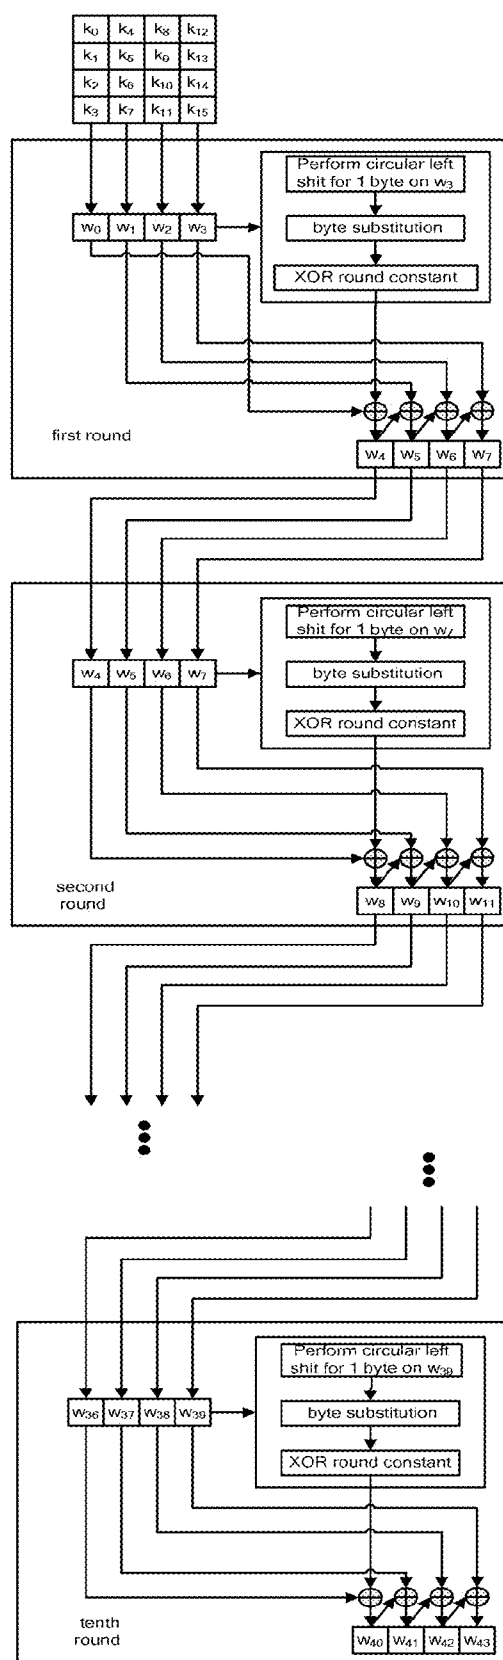 k0 k4 k8 k12
k1 k5 k9 k13
k2 k6 k10 k14
k3 k7 k11 k15
Perform circular left
shit for 1 byte on w3
w0 w1 w2 w3
byte substitution
XOR round constant
first round
w4 w5 w6 w7
Perform circular left
shit for 1 byte on w7
w4 w5 w6 w7
byte substitution
XOR round constant
second
round
w8 w9 w10 w11
Perform circular left
shit for 1 byte on w39
w36 w37 w38 w39
byte substitution
XOR round constant
tenth
round
w40 w41 w42 w43